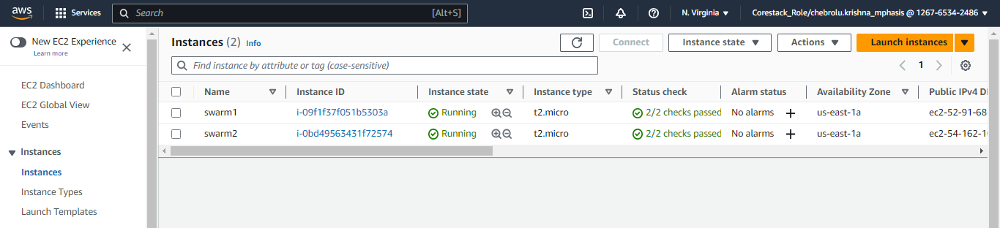 aws Services Search [Alt+S] N. Virginia Corestack_Role/chebrolu.krishna_mphasis @ 1267-6534-2486
New EC2 Experience
Learn more
EC2 Dashboard
EC2 Global View
Events
Instances
Instances
Instance Types
Launch Templates
Instances (2) Info Connect Instance state Actions Launch instances
Find instance by attribute or tag (case-sensitive) 1
Name Instance ID Instance state Instance type Status check Alarm status Availability Zone Public IPv4
swarm1 i-09f1f37f051b5303a Running t2.micro 2/2 checks passed No alarms us-east-1a ec2-52-91-68
swarm2 i-0bd49563431f72574 Running t2.micro 2/2 checks passed No alarms us-east-1a ec2-54-162-1